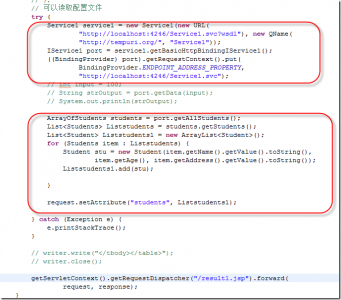 // };
// 可以读取配置文件
try {
Service1 service1 = new Service1(new URL(
"http://localhost:4246/Service1.svc?wsdl"), new QName(
"http://tempuri.org/", "Service1"));
IService1 port = service1.getBasicHttpBindingIService1();
((BindingProvider) port).getRequestContext().put(
BindingProvider.ENDPOINT_ADDRESS_PROPERTY,
"http://localhost:4246/Service1.svc");
// int input = 100;
// String strOutput = port.getData(input);
// System.out.println(strOutput);
ArrayOfStudents students = port.getAllStudents();
List<Students> Liststudents = students.getStudents();
List<Student> Liststudents1 = new ArrayList<Student>();
for (Students item : Liststudents) {
Student stu = new Student(item.getName().getValue().toString(),
item.getAge(), item.getAddress().getValue().toString());
Liststudents1.add(stu);
}
request.setAttribute("students", Liststudents1);
} catch (Exception e) {
e.printStackTrace();
}
// writer.write("</tbody></table>");
// writer.close();
getServletContext().getRequestDispatcher("/result1.jsp").forward(
request, response);
}